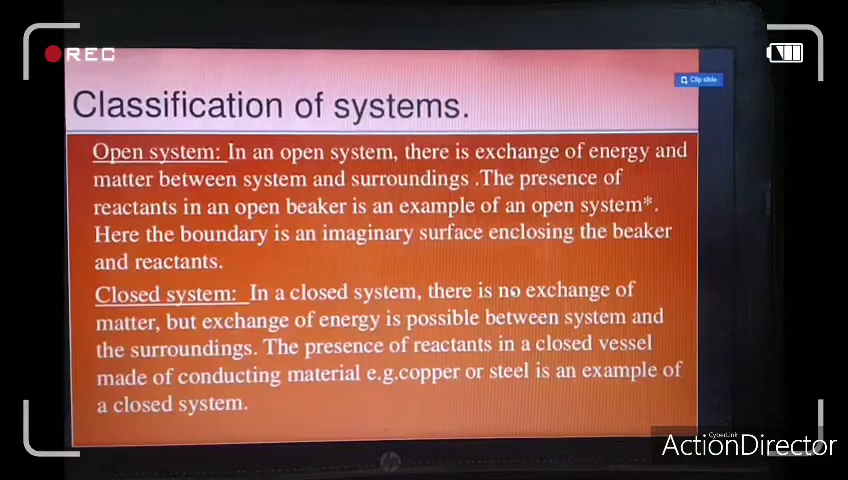 REC
Clip slide
Classification of systems.
Open system: In an open system, there is exchange of energy and
matter between system and surroundings .The presence of
reactants in an open beaker is an example of an open system*.
Here the boundary is an imaginary surface enclosing the beaker
and reactants.
Closed system: In a closed system, there is no exchange of
matter, but exchange of energy is possible between system and
the surroundings. The presence of reactants in a closed vessel
made of conducting material e.g.copper or steel is an example of
a closed system.
hp
CyberLink
ActionDirector